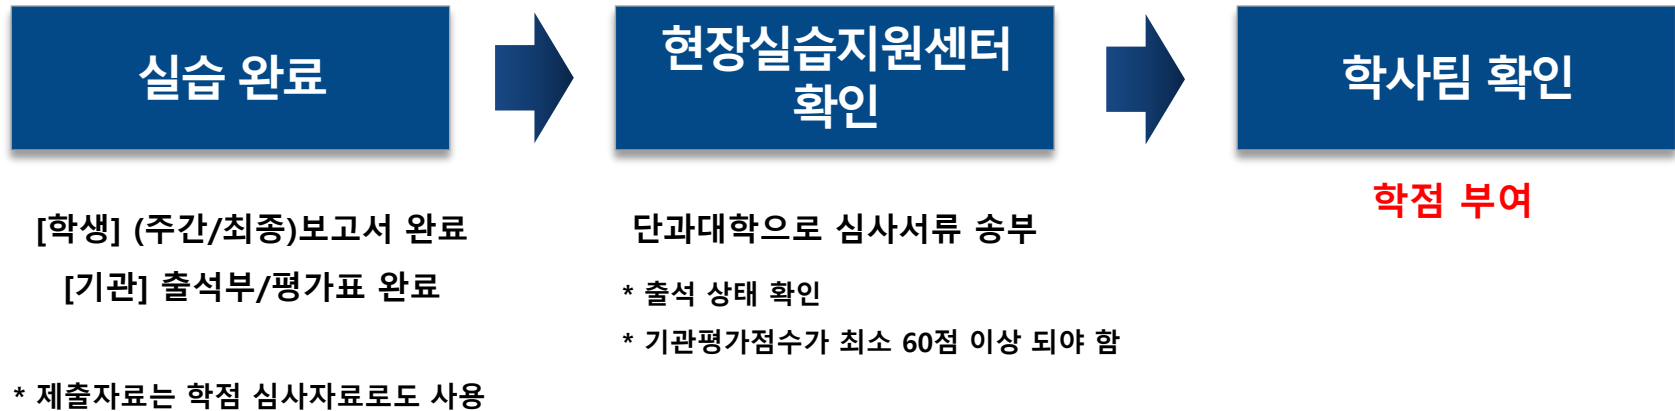 실습 완료
[학생] (주간/최종)보고서 완료
[기관] 출석부/평가표 완료
* 제출자료는 학점 심사자료로도 사용
현장실습지원센터
확인
단과대학으로 심사서류 송부
* 출석 상태 확인
* 기관평가점수가 최소 60점 이상 되야 함
학사팀 확인
학점 부여